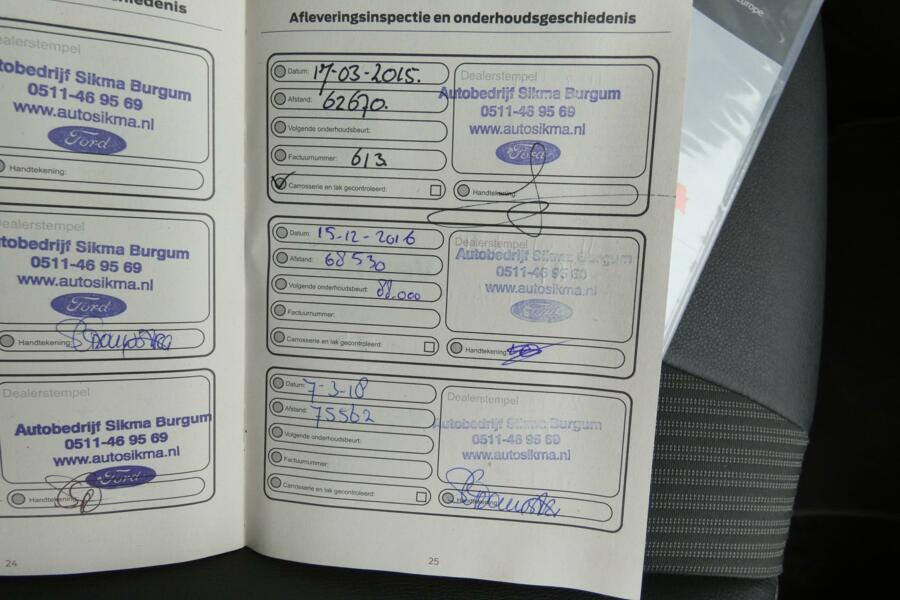 hiedenis
Dealerstempel
tobedrijf Sikma Burgum
0511-46 95 69
www.autosikma.nl
Ford
Handtekening:
Dealerstempel
tobedrijf Sikma Burgum
0511-46 95 69
www.autosikma.nl
Ford
Handtekening:
Dealerstempel
Autobedrijf Sikma Burgum
0511-46 95 69
www.autosikma.nl
Ford
Handtekening:
24
Afleveringsinspectie en onderhoudsgeschiedenis
Datum: 17-03-2015.
Afstand: 62670.
Volgende onderhoudsbeurt:
Factuurnummer: 613
Carrosserie en lak gecontroleerd:
Dealerstempel
Autobedrijf Sikma Burgum
0511-46 95 69
www.autosikma.nl
Ford
Handtekening:
Datum: 15-12-2016
Afstand: 68530
Volgende onderhoudsbeurt: 88.000
Factuurnummer:
Carrosserie en lak gecontroleerd:
Dealerstempel
Autobedrijf Sikma Burgum
0511-46 95 69
www.autosikma.nl
Ford
Handtekening:
Datum: 7-3-18
Afstand: 75562
Volgende onderhoudsbeurt:
Factuurnummer:
Carrosserie en lak gecontroleerd:
Dealerstempel
Autobedrijf Sikma Burgum
0511-46 95 69
www.autosikma.nl
Handtekening:
25
Europe